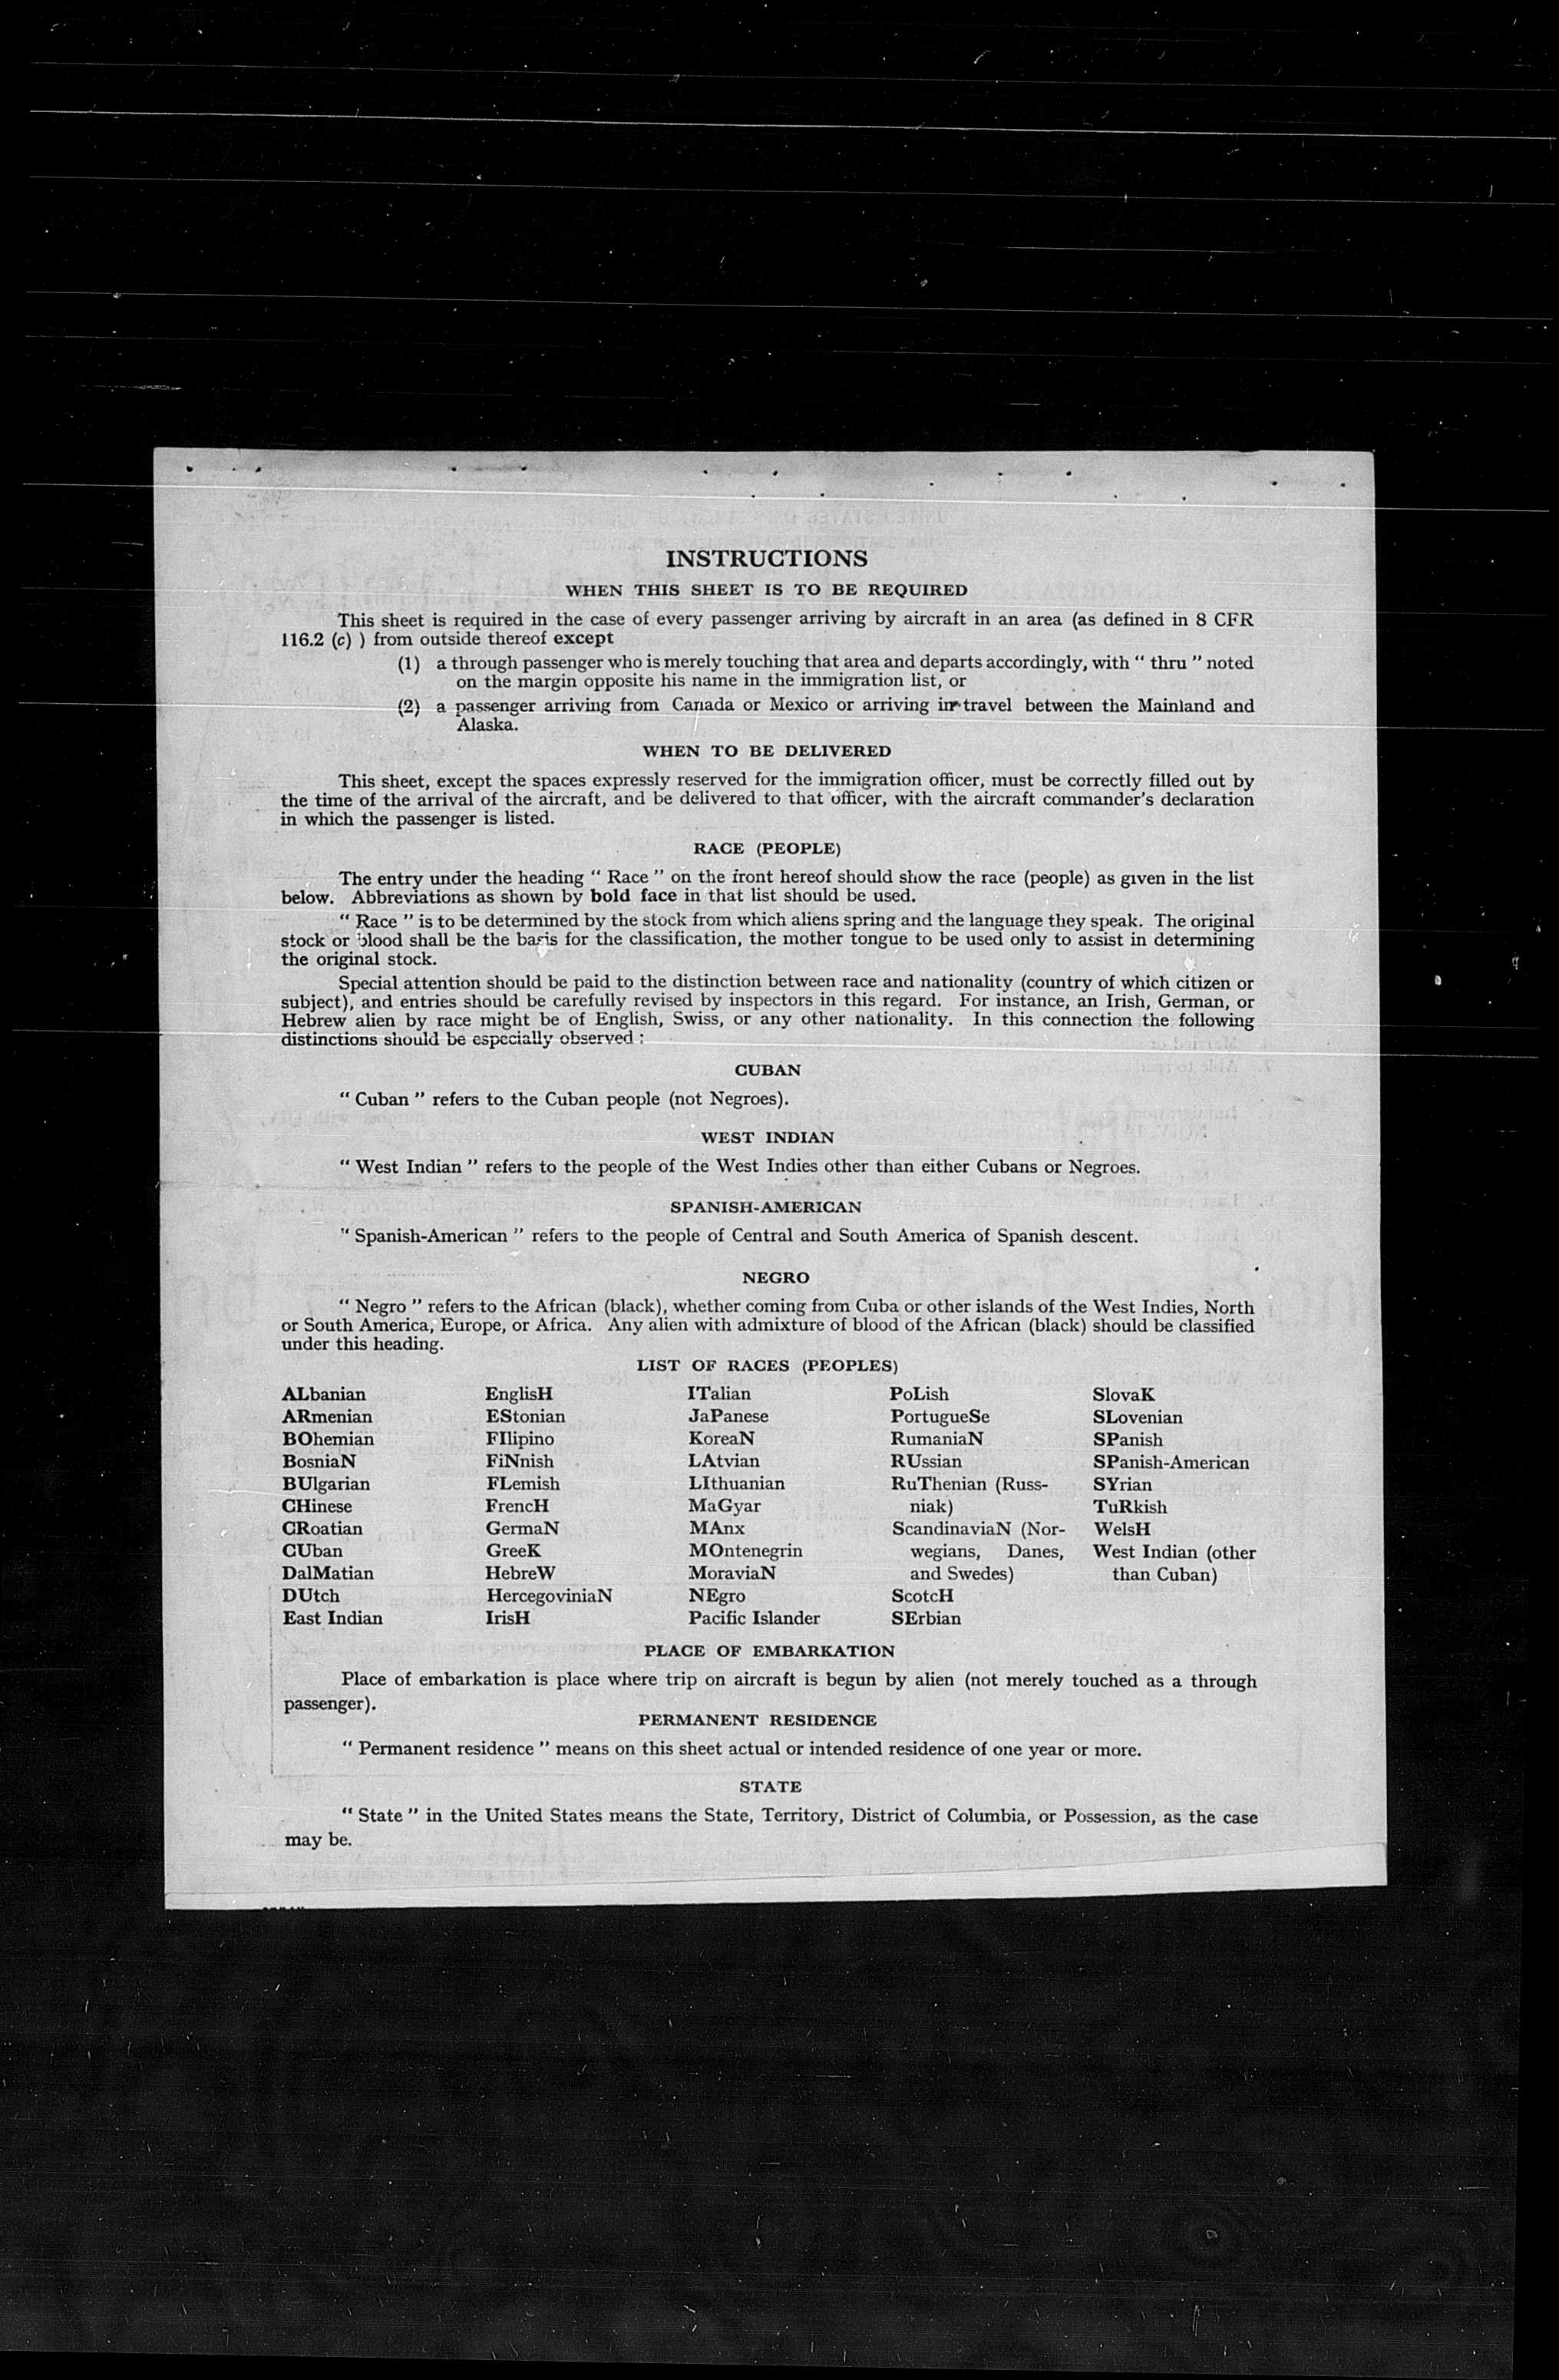 INSTRUCTIONS
WHEN THIS SHEET IS TO BE REQUIRED
This sheet is required in the case of every passenger arriving by aircraft in an area (as defined in 8 CFR
116.2 (c) ) from outside thereof except
(1) a through passenger who is merely touching that area and departs accordingly, with “ thru ” noted
on the margin opposite his name in the immigration list, or
(2) a passenger arriving from Canada or Mexico or arriving in travel between the Mainland and
Alaska.
WHEN TO BE DELIVERED
This sheet, except the spaces expressly reserved for the immigration officer, must be correctly filled out by
the time of the arrival of the aircraft, and be delivered to that officer, with the aircraft commander’s declaration
in which the passenger is listed.
RACE (PEOPLE)
The entry under the heading “ Race ” on the front hereof should show the race (people) as given in the list
below. Abbreviations as shown by bold face in that list should be used.
“ Race ” is to be determined by the stock from which aliens spring and the language they speak. The original
stock or blood shall be the basis for the classification, the mother tongue to be used only to assist in determining
the original stock.
Special attention should be paid to the distinction between race and nationality (country of which citizen or
subject), and entries should be carefully revised by inspectors in this regard. For instance, an Irish, German, or
Hebrew alien by race might be of English, Swiss, or any other nationality. In this connection the following
distinctions should be especially observed :
CUBAN
“ Cuban ” refers to the Cuban people (not Negroes).
WEST INDIAN
“ West Indian ” refers to the people of the West Indies other than either Cubans or Negroes.
SPANISH-AMERICAN
“ Spanish-American ” refers to the people of Central and South America of Spanish descent.
NEGRO
“ Negro ” refers to the African (black), whether coming from Cuba or other islands of the West Indies, North
or South America, Europe, or Africa. Any alien with admixture of blood of the African (black) should be classified
under this heading.
LIST OF RACES (PEOPLES)
ALbanian
ARmenian
BOhemian
BosniaN
BUlgarian
CHinese
CRoatian
CUban
DalMatian
DUtch
East Indian
EnglisH
EStonian
FIlipino
FiNnish
FLemish
FrencH
GermaN
GreeK
HebreW
HercegoviniaN
IrisH
ITalian
JaPanese
KoreaN
LAtvian
LIthuanian
MaGyar
MAnx
MOntenegrin
MoraviaN
NEgro
Pacific Islander
PoLish
PortugueSe
RumaniaN
RUssian
RuThenian (Russ-
niak)
ScandinaviaN (Nor-
wegians, Danes,
and Swedes)
ScotcH
SErbian
SlovaK
SLovenian
SPanish
SPanish-American
SYrian
TuRkish
WelsH
West Indian (other
than Cuban)
PLACE OF EMBARKATION
Place of embarkation is place where trip on aircraft is begun by alien (not merely touched as a through
passenger).
PERMANENT RESIDENCE
“ Permanent residence ” means on this sheet actual or intended residence of one year or more.
STATE
“ State ” in the United States means the State, Territory, District of Columbia, or Possession, as the case
may be.